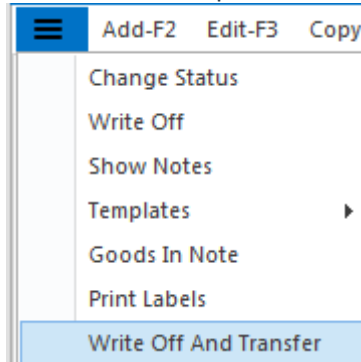 Add-F2 Edit-F3 Copy
Change Status
Write Off
Show Notes
Templates
Goods In Note
Print Labels
Write Off And Transfer